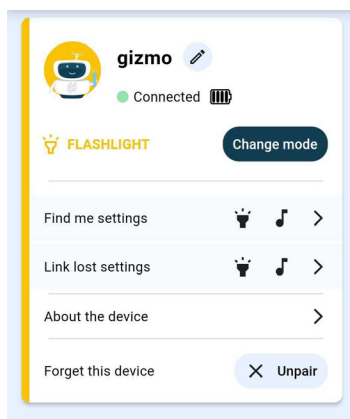 gizmo
Connected
FLASHLIGHT
Change mode
Find me settings
Link lost settings
About the device
Forget this device
Unpair